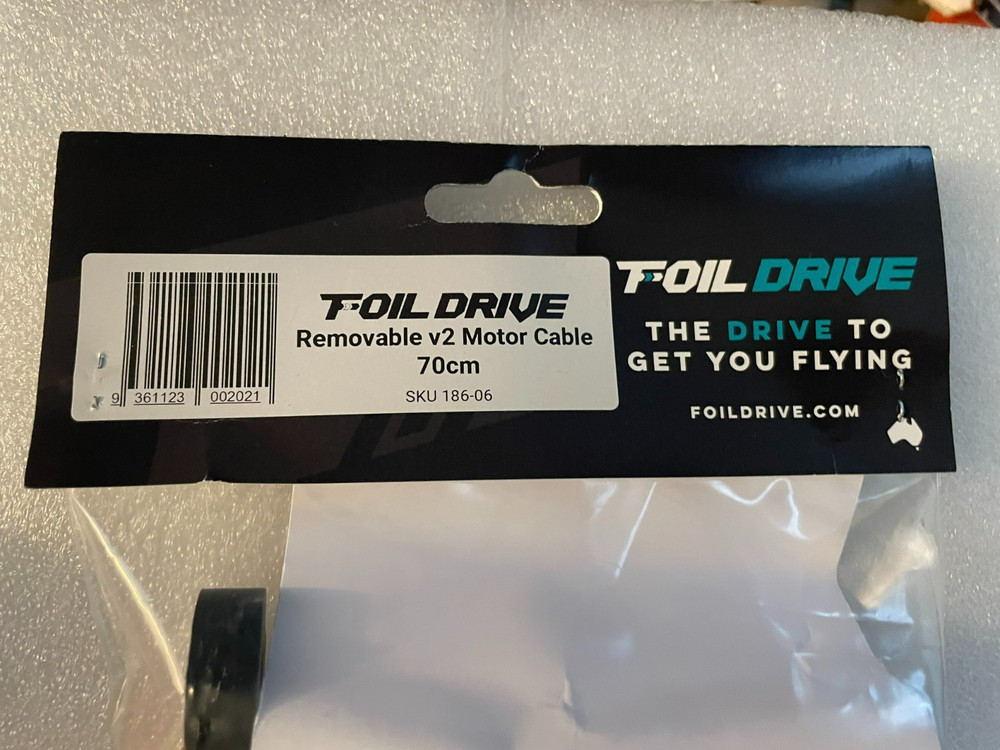 FOIL DRIVE
Removable v2 Motor Cable
70cm
SKU 186-06
9 361123 002021
FOIL DRIVE
THE DRIVE TO
GET YOU FLYING
FOILDRIVE.COM